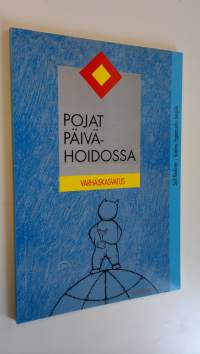 POJAT
PÄIVÄ-
HOIDOSSA
VARHAISKASVATUS